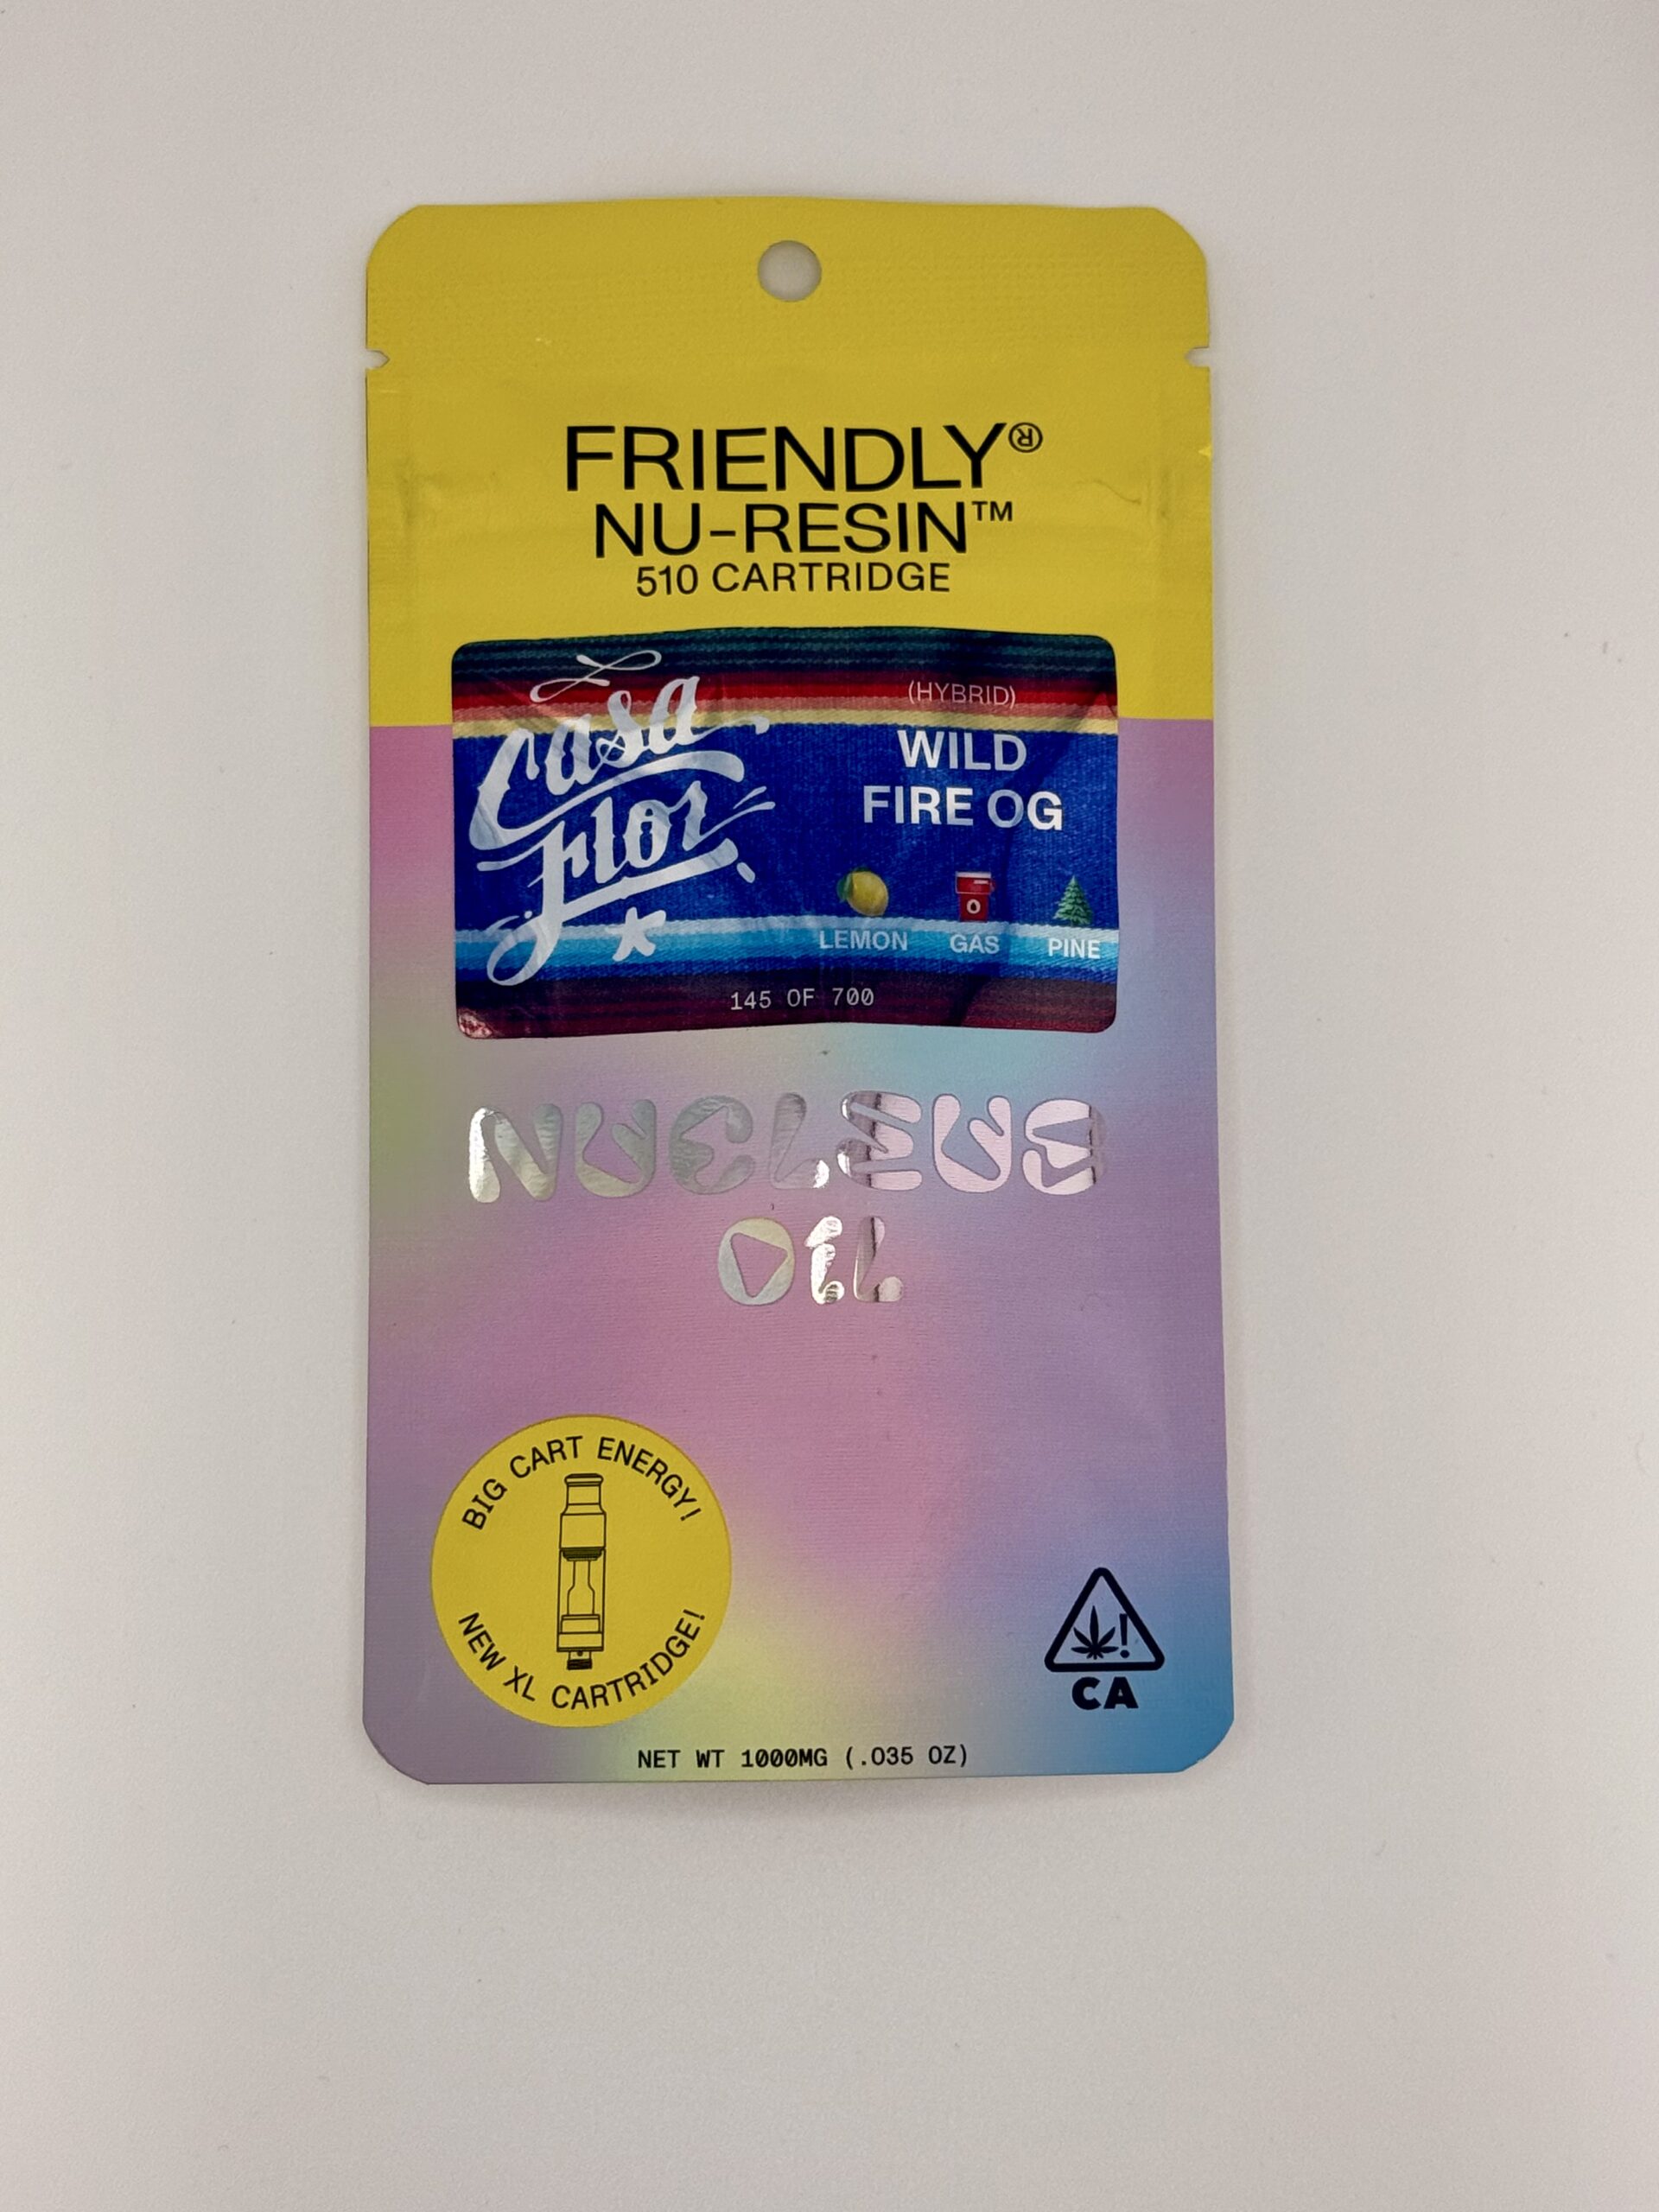 FRIENDLY®
NU-RESIN™
510 CARTRIDGE
Casa
Flor
(HYBRID)
WILD
FIRE OG
LEMON GAS PINE
145 OF 700
NUCLEUS
OIL
BIG CART ENERGY!
NEW XL CARTRIDGE!
CA
NET WT 1000MG (.035 OZ)